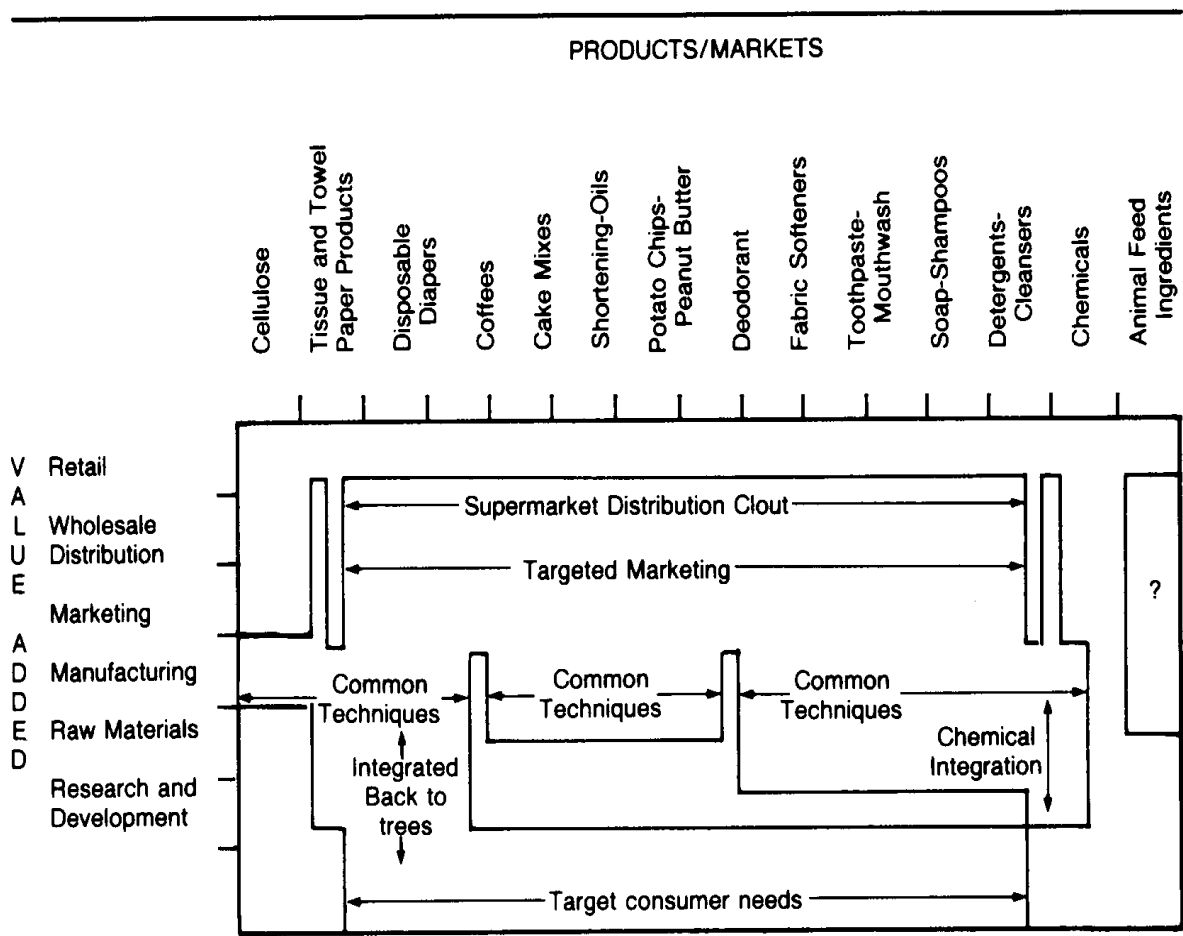 PRODUCTS/MARKETS
Cellulose
Tissue and Towel
Paper Products
Disposable
Diapers
Coffees
Cake Mixes
Shortening-Oils
Potato Chips-
Peanut Butter
Deodorant
Fabric Softeners
Toothpaste-
Mouthwash
Soap-Shampoos
Detergents-
Cleansers
Chemicals
Animal Feed
Ingredients
VALUE ADDED
Retail
Wholesale
Distribution
Marketing
Manufacturing
Raw Materials
Research and
Development
Supermarket Distribution Clout
Targeted Marketing
?
Common
Techniques
Common
Techniques
Common
Techniques
Integrated
Back to
trees
Chemical
Integration
Target consumer needs